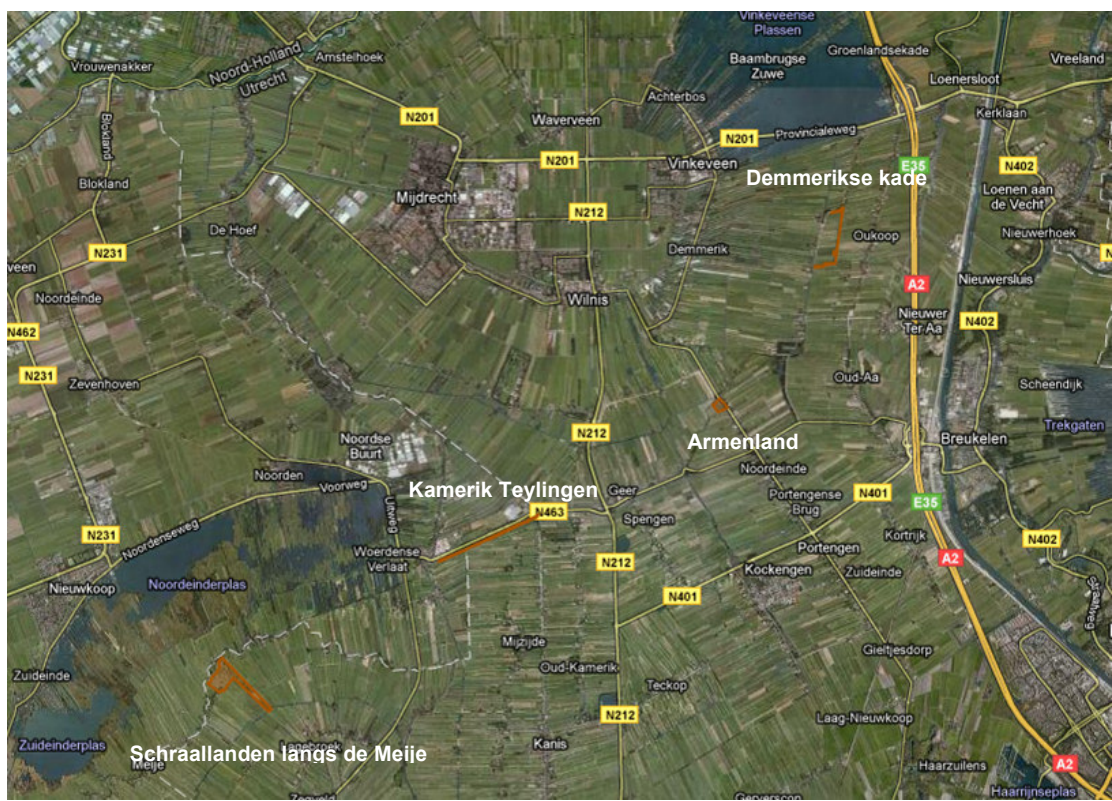 Vinkeveense
Plassen
Groenlandsekade
Vrouwenakker
Noord-Holland
Utrecht
Amstelhoek
Baambrugse
Zuwe
Vreeland
Loenersloot
Achterbos
Kerklaan
N201
Waverveen
N201
Provincialeweg
Blokland
N201
Vinkeveen
E35
N402
Demmerikse kade
Blokland
Mijdrecht
Loenen aan
de Vecht
N212
De Hoef
Oukoop
Nieuwerhoek
Demmerik
N231
N
veen
Noordeinde
Wilnis
A2
Nieuwersluis
N462
Nieuwer
Ter Aa
N402
N231
Zevenhoven
Oud-Aa
Scheendijk
N212
Trekgaten
Noordse
Buurt
Armenland
Breukelen
Noorden
Noordeinde
Voorweg
Kamerik Teylingen
Geer
N401
Portengense
Brug
Uitweg
N463
Spengen
E35
N231
Noordenseweg
Kortrijk
N402
Woerdense
Verlaat
Portengen
A2
N212
Kockengen
Zuideinde
Nieuwkoop
Noordeinderplas
N401
Straatweg
Mijzijde
Gieltjesdorp
Oud-Kamerik
Zuideinde
Teckop
N212
Laag-Nieuwkoop
Zuideinderplas
Lagebroek
Kanis
Schraallanden langs de Meije
Meije
A2
Haarzuilens
Haarrijnseplas
Zegveld
Gerverscop